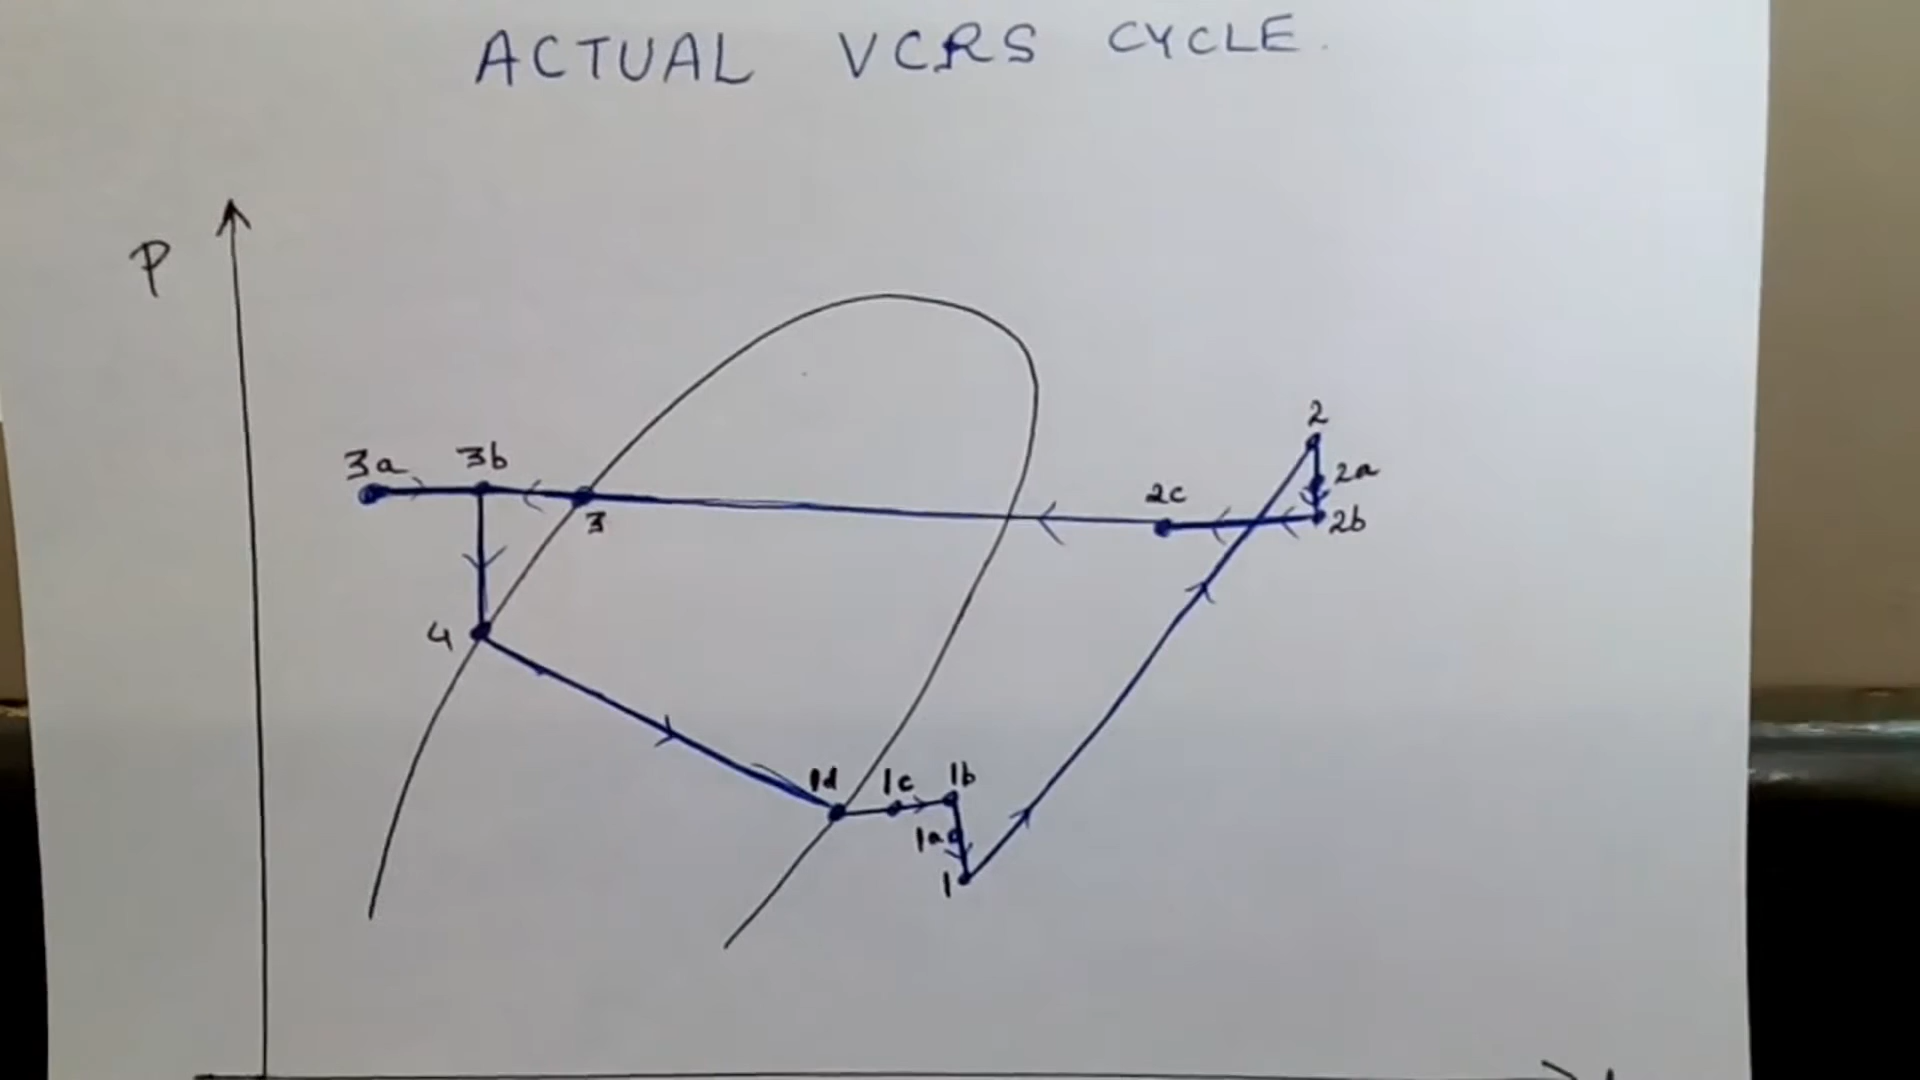 ACTUAL VCRS CYCLE.
P
2
3a 3b 2c 2a
3 2b
4
1d 1c 1b
1a
1